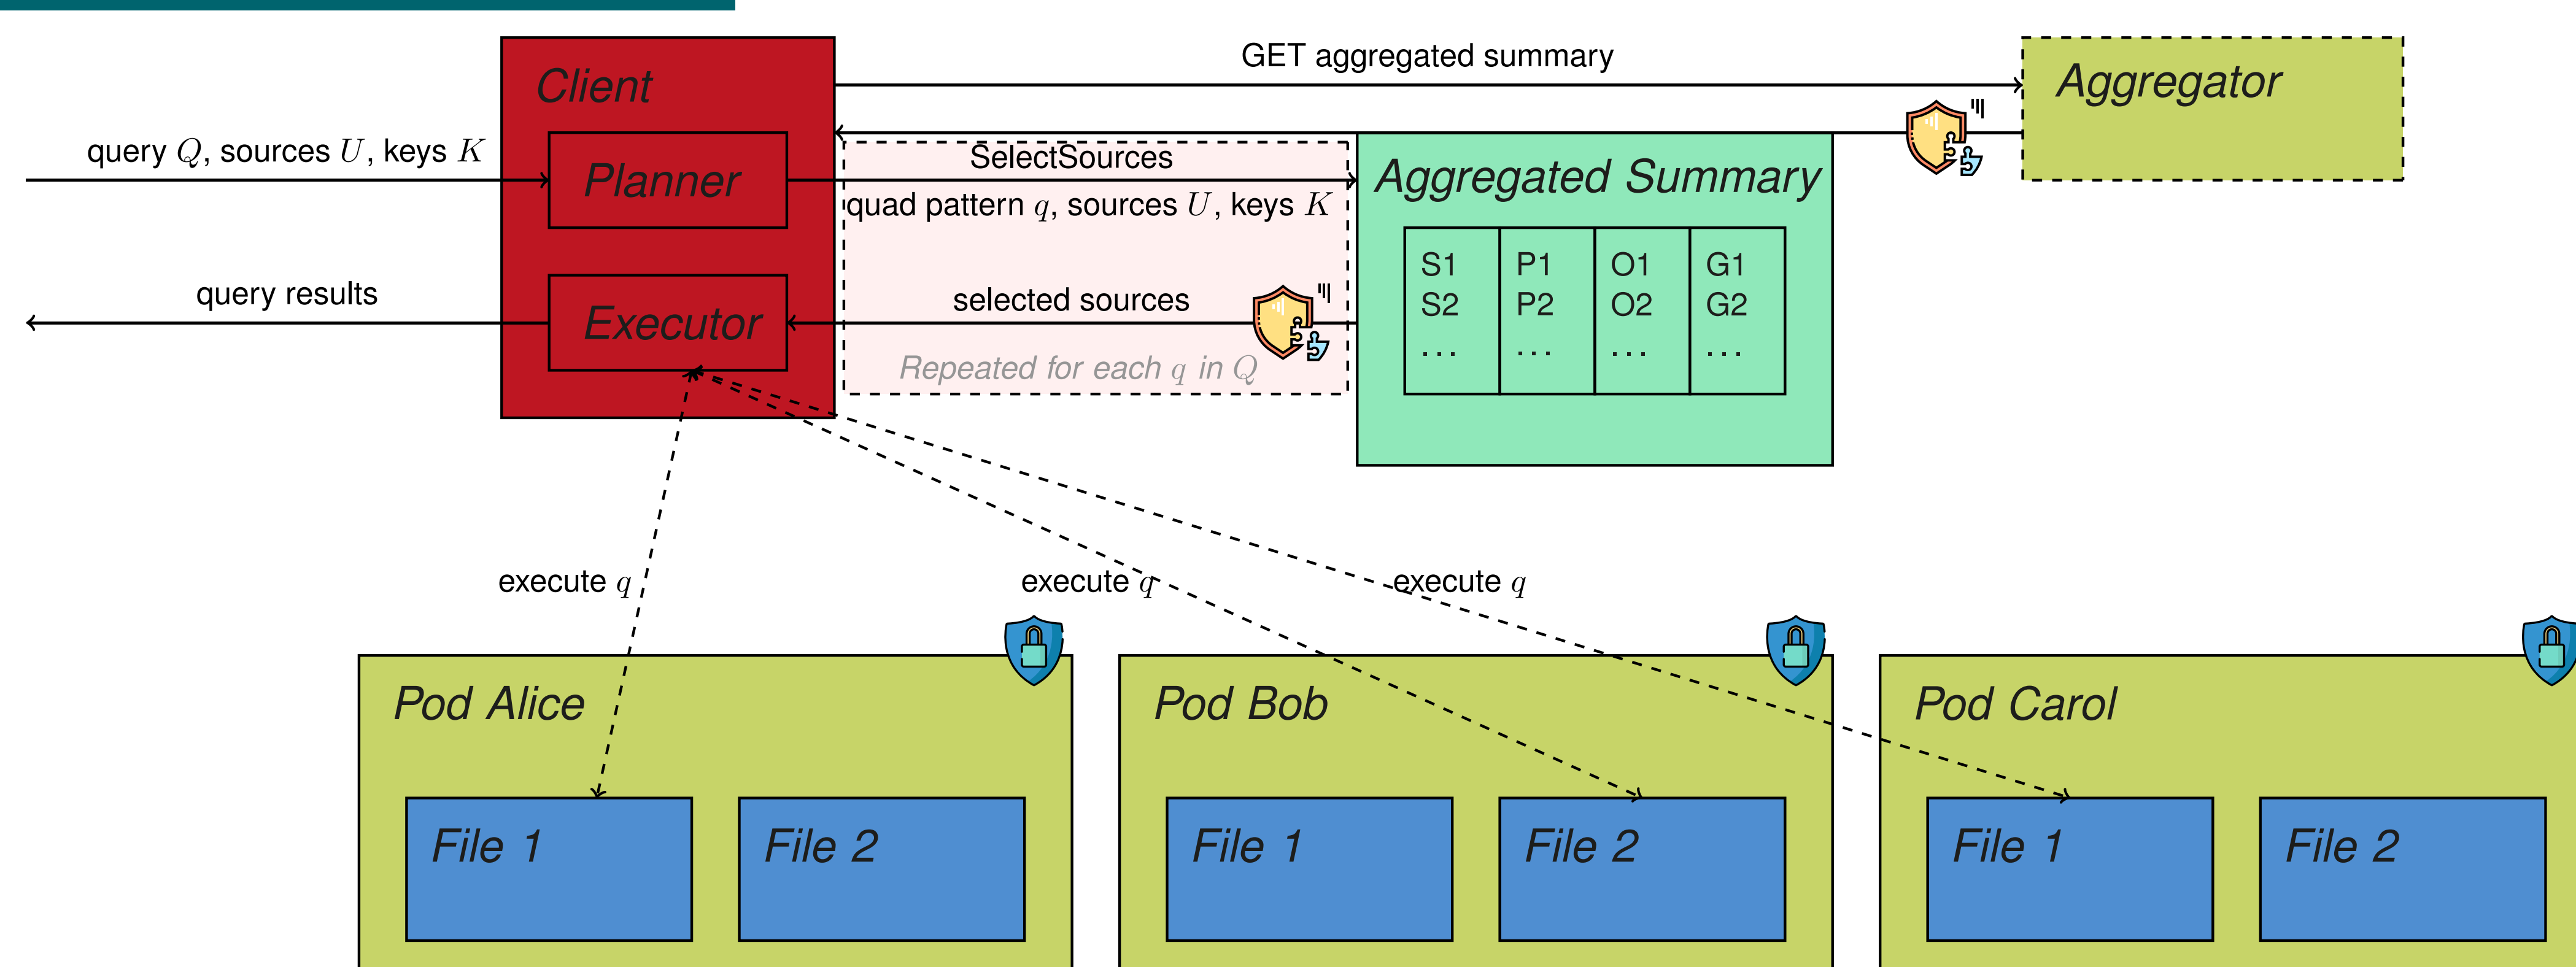 GET aggregated summary
Client
Aggregator
query Q, sources U, keys K
SelectSources
Planner
Aggregated Summary
quad pattern q, sources U, keys K
S1 P1 O1 G1
S2 P2 O2 G2
... ... ... ...
query results
selected sources
Executor
Repeated for each q in Q
execute q
execute q
execute q
Pod Alice
Pod Bob
Pod Carol
File 1
File 2
File 1
File 2
File 1
File 2